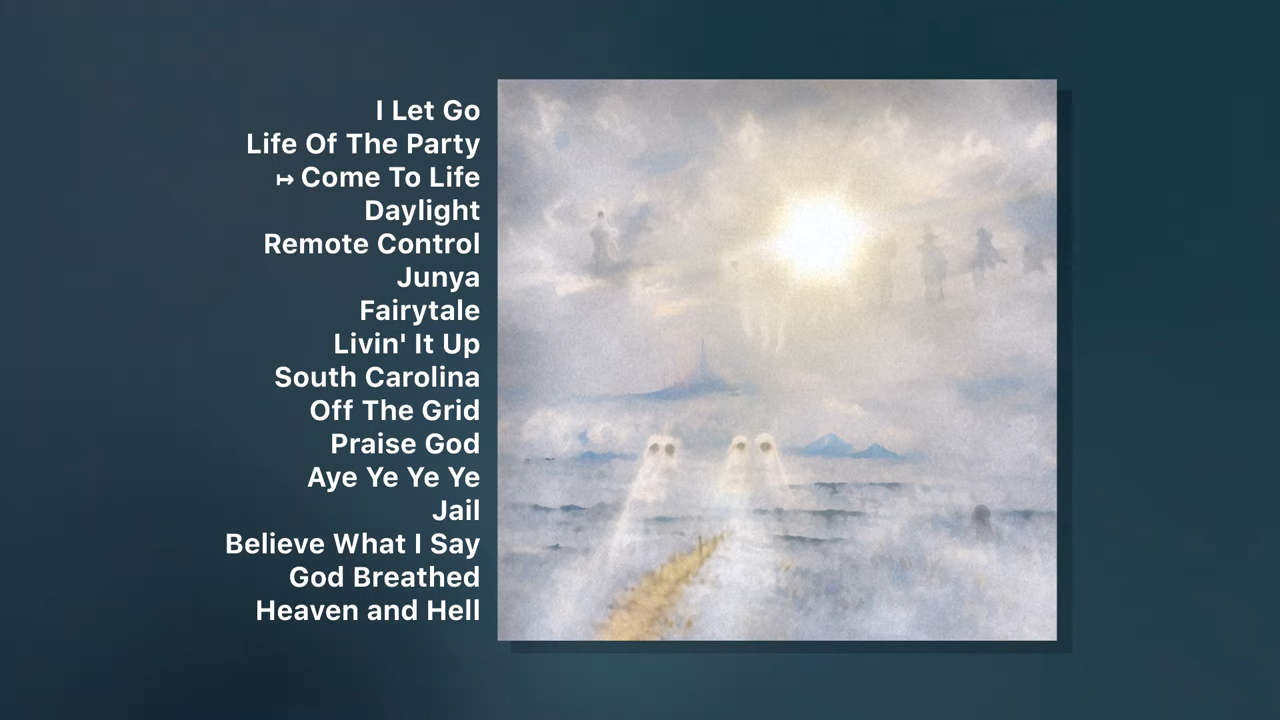 I Let Go
Life Of The Party
↦ Come To Life
Daylight
Remote Control
Junya
Fairytale
Livin' It Up
South Carolina
Off The Grid
Praise God
Aye Ye Ye Ye
Jail
Believe What I Say
God Breathed
Heaven and Hell